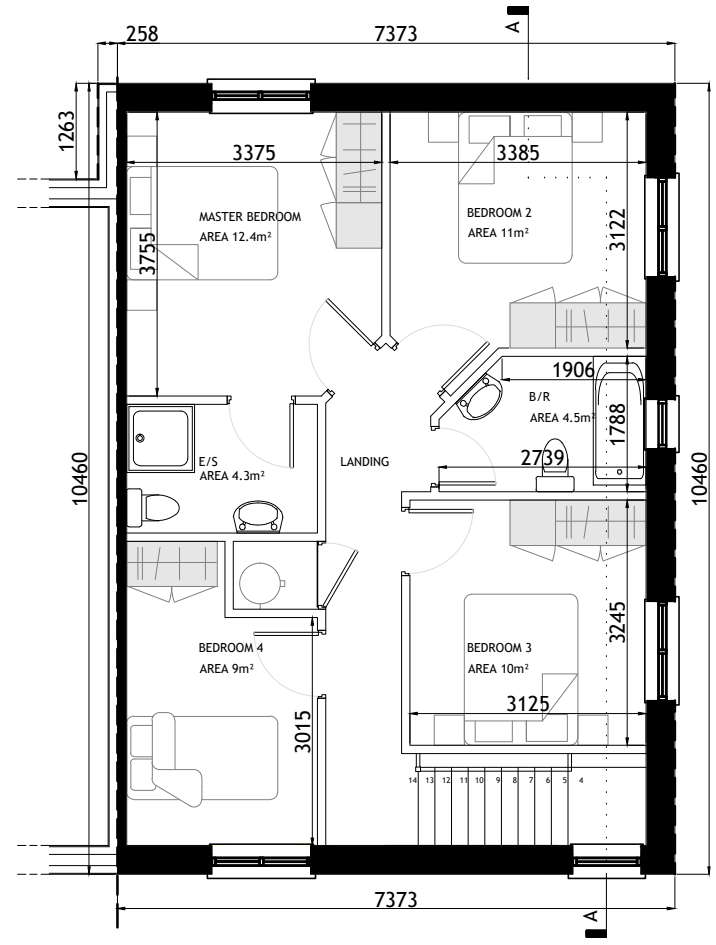 A
258
7373
1263
3375
3385
MASTER BEDROOM
AREA 12.4m²
BEDROOM 2
AREA 11m²
3755
3122
1906
B/R
AREA 4.5m²
1788
2739
E/S
AREA 4.3m²
LANDING
10460
10460
BEDROOM 4
AREA 9m²
BEDROOM 3
AREA 10m²
3245
3125
3015
14 13 12 11 10 9 8 7 6 5 4
7373
A